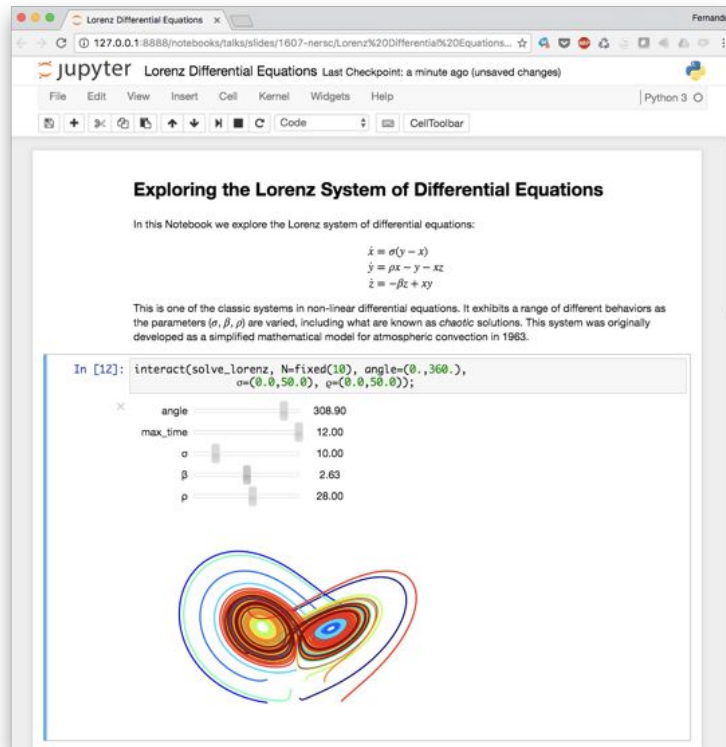 Lorenz Differential Equations
Fernando
127.0.0.1:8888/notebooks/talks/slides/1607-nersc/Lorenz%20Differential%20Equations...
jupyter Lorenz Differential Equations Last Checkpoint: a minute ago (unsaved changes)
File Edit View Insert Cell Kernel Widgets Help
Python 3
Code CellToolbar
Exploring the Lorenz System of Differential Equations
In this Notebook we explore the Lorenz system of differential equations:
ẋ = σ(y − x)
ẏ = ρx − y − xz
ż = −βz + xy
This is one of the classic systems in non-linear differential equations. It exhibits a range of different behaviors as
the parameters (σ, β, ρ) are varied, including what are known as chaotic solutions. This system was originally
developed as a simplified mathematical model for atmospheric convection in 1963.
In [12]: interact(solve_lorenz, N=fixed(10), angle=(0.,360.),
σ=(0.0,50.0), ρ=(0.0,50.0));
angle 308.90
max_time 12.00
σ 10.00
β 2.63
ρ 28.00